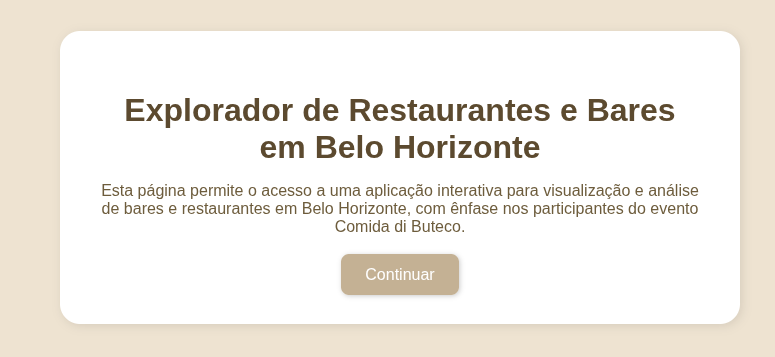 Explorador de Restaurantes e Bares
em Belo Horizonte
Esta página permite o acesso a uma aplicação interativa para visualização e análise
de bares e restaurantes em Belo Horizonte, com ênfase nos participantes do evento
Comida di Buteco.
Continuar